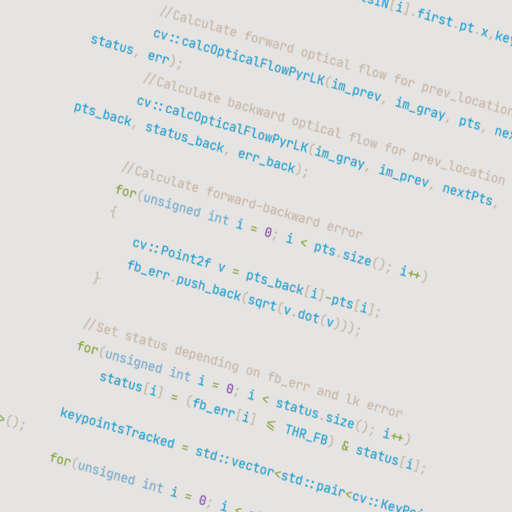 [i].first.pt.x,
//Calculate forward optical flow for prev_location
cv::calcOpticalFlowPyrLK(im_prev, im_gray, pts,
status, err);
//Calculate backward optical flow for prev_location
cv::calcOpticalFlowPyrLK(im_gray, im_prev, nextPts,
pts_back, status_back, err_back);
//Calculate forward-backward error
for(unsigned int i = 0; i < pts.size(); i++)
{
cv::Point2f v = pts_back[i]-pts[i];
fb_err.push_back(sqrt(v.dot(v)));
}
//Set status depending on fb_err and lk error
for(unsigned int i = 0; i < status.size(); i++)
status[i] = (fb_err[i] <= THR_FB) & status[i];
>();
keypointsTracked = std::vector<std::pair<cv::KeyPoi
for(unsigned int i = 0; i <